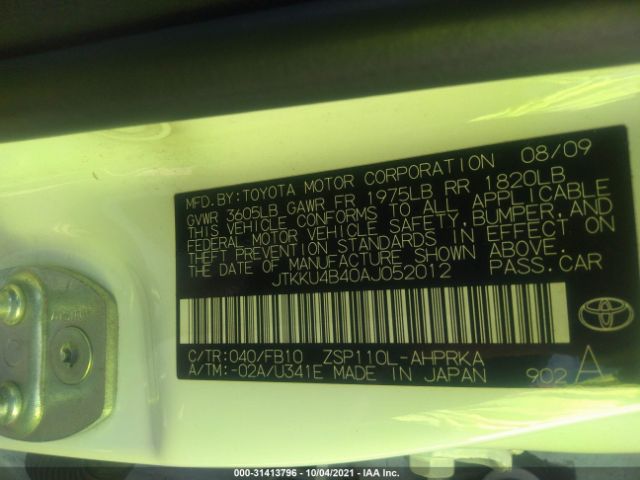 MFD. BY: TOYOTA MOTOR CORPORATION 08/09
GVWR 3605LB GAWR FR 1975LB RR 1820LB
THIS VEHICLE CONFORMS TO ALL APPLICABLE
FEDERAL MOTOR VEHICLE SAFETY, BUMPER, AND
THEFT PREVENTION STANDARDS IN EFFECT ON
THE DATE OF MANUFACTURE SHOWN ABOVE.
JTKKU4B40AJ052012 PASS. CAR
C/TR: 040/FB10 ZSP110L-AHPRKA
A/TM: -02A/U341E MADE IN JAPAN 902 A
000-31413796 - 10/04/2021 - IAA Inc.